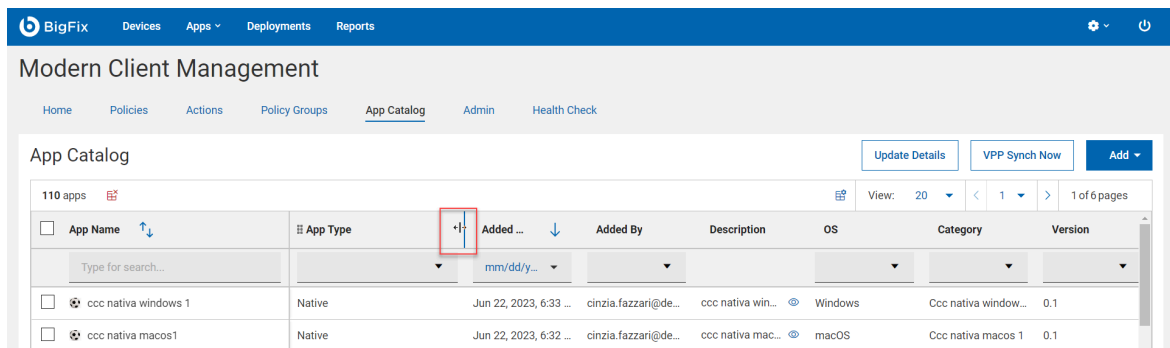 BigFix Devices Apps Deployments Reports
Modern Client Management
Home Policies Actions Policy Groups App Catalog Admin Health Check
App Catalog Update Details VPP Synch Now Add
110 apps View: 20 1 1 of 6 pages
App Name App Type Added ... Added By Description OS Category Version
Type for search... mm/dd/y...
ccc nativa windows 1 Native Jun 22, 2023, 6:33 ... cinzia.fazzari@de... ccc nativa win... Windows Ccc nativa window... 0.1
ccc nativa macos1 Native Jun 22, 2023, 6:32 ... cinzia.fazzari@de... ccc nativa mac... macOS Ccc nativa macos 1 0.1